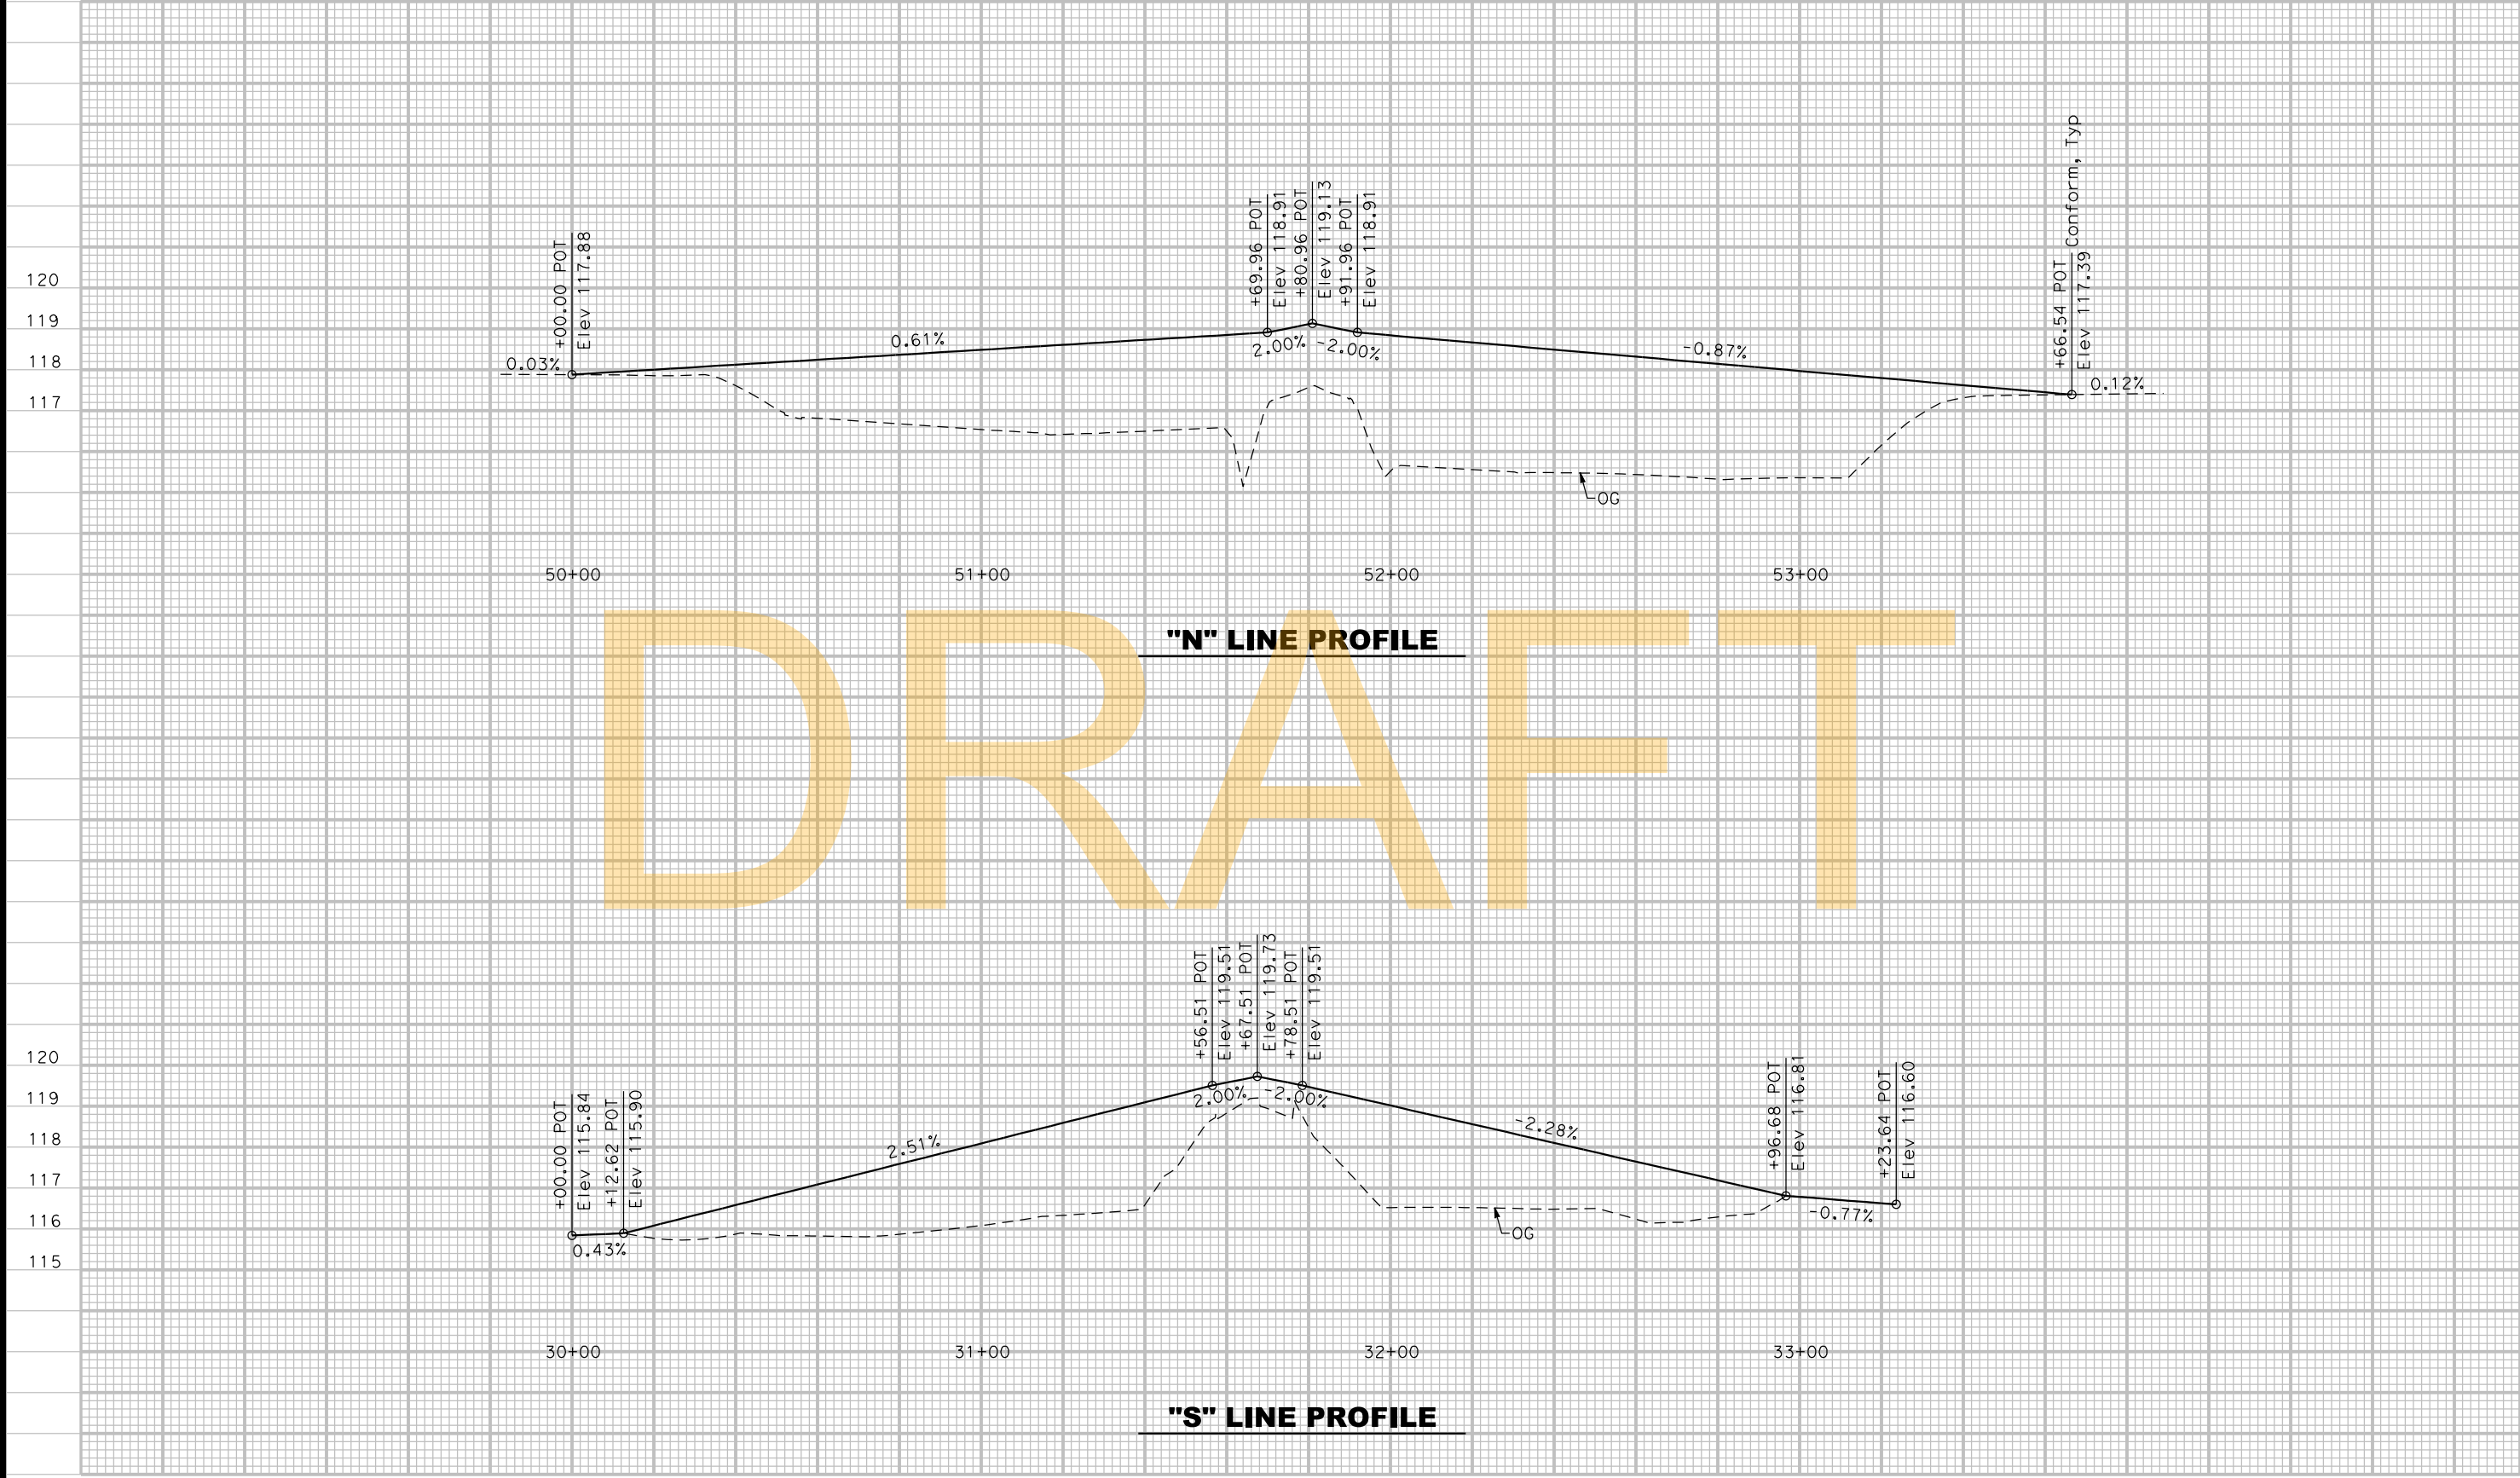 +00.00 POT
Elev 117.88
+69.96 POT
Elev 118.91
+80.96 POT
Elev 119.13
+91.96 POT
Elev 118.91
+66.54 POT
Elev 117.39 Conform, Typ
120
119
118
117
0.03%
0.61%
2.00%
-2.00%
-0.87%
0.12%
OG
50+00
51+00
52+00
53+00
"N" LINE PROFILE
DRAFT
+00.00 POT
Elev 115.84
+12.62 POT
Elev 115.90
+56.51 POT
Elev 119.51
+67.51 POT
Elev 119.73
+78.51 POT
Elev 119.51
+96.68 POT
Elev 116.81
+23.64 POT
Elev 116.60
120
119
118
117
116
115
0.43%
2.51%
2.00%
-2.00%
-2.28%
-0.77%
OG
30+00
31+00
32+00
33+00
"S" LINE PROFILE